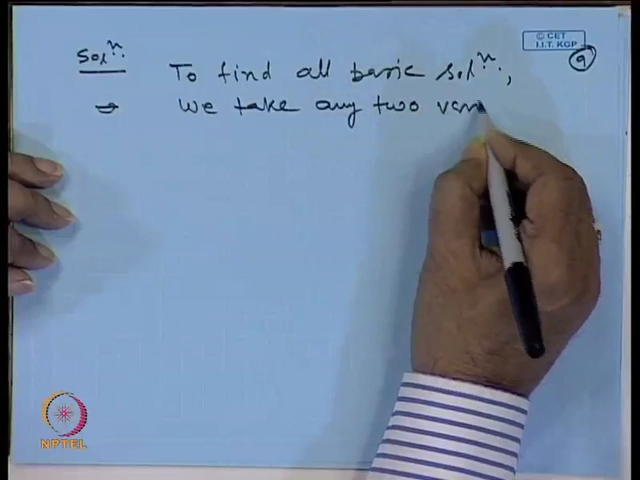 © CET
I.I.T. KGP
9
Solⁿ.
To find all basic solⁿ.,
⇒ We take any two var
NPTEL